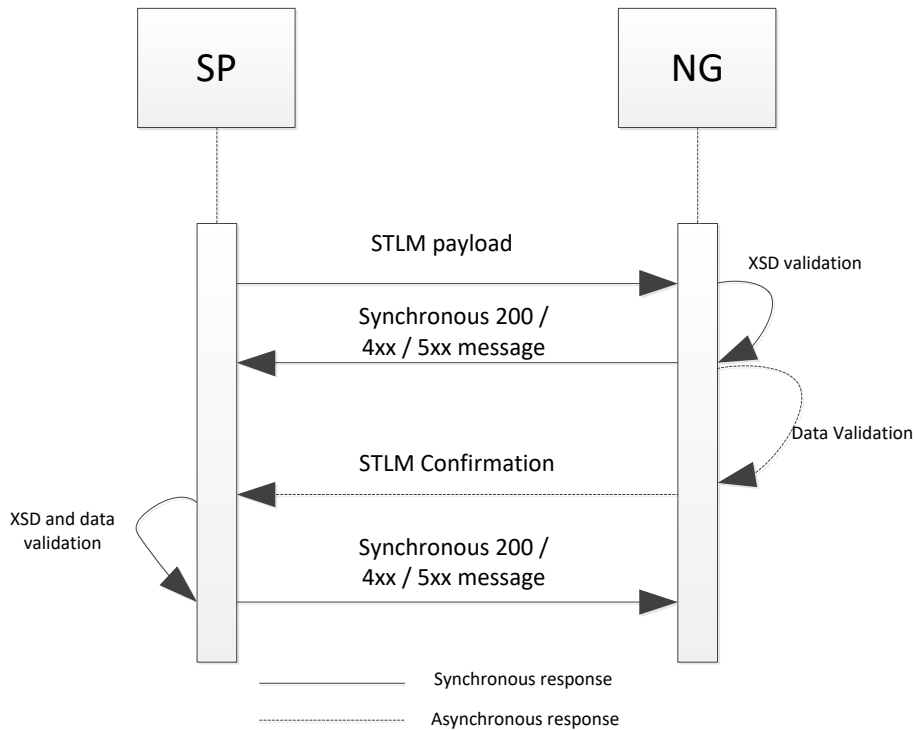 SP
NG
STLM payload
XSD validation
Synchronous 200 /
4xx / 5xx message
Data Validation
STLM Confirmation
XSD and data
validation
Synchronous 200 /
4xx / 5xx message
Synchronous response
Asynchronous response